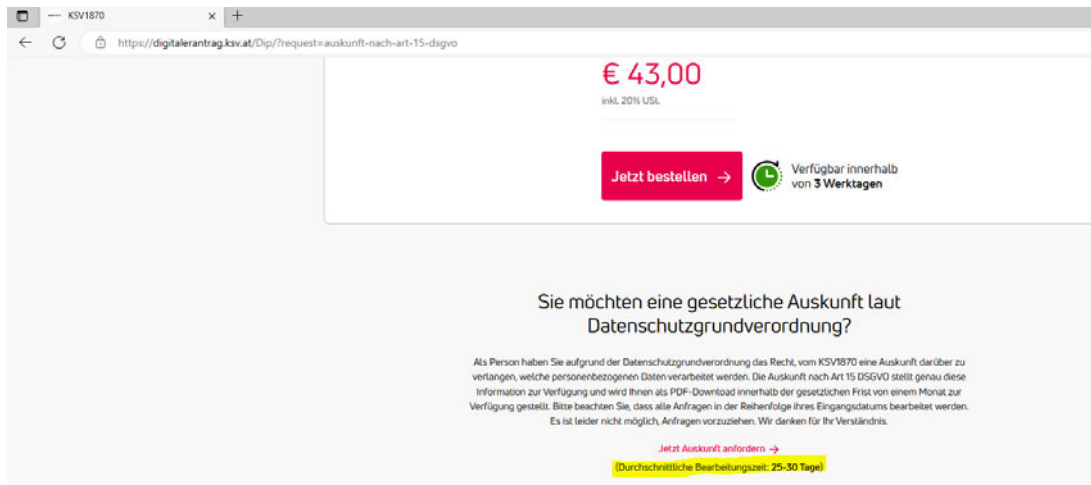 KSV1870
https://digitalerantrag.ksv.at/Dip/?request=auskunft-nach-art-15-dsgvo
€ 43,00
inkl. 20% USt.
Jetzt bestellen →
Verfügbar innerhalb
von 3 Werktagen
Sie möchten eine gesetzliche Auskunft laut
Datenschutzgrundverordnung?
Als Person haben Sie aufgrund der Datenschutzgrundverordnung das Recht, vom KSV1870 eine Auskunft darüber zu
verlangen, welche personenbezogenen Daten verarbeitet werden. Die Auskunft nach Art 15 DSGVO stellt genau diese
Information zur Verfügung und wird Ihnen als PDF-Download innerhalb der gesetzlichen Frist von einem Monat zur
Verfügung gestellt. Bitte beachten Sie, dass alle Anfragen in der Reihenfolge ihres Eingangsdatums bearbeitet werden.
Es ist leider nicht möglich, Anfragen vorzuziehen. Wir danken für Ihr Verständnis.
Jetzt Auskunft anfordern →
(Durchschnittliche Bearbeitungszeit: 25-30 Tage)